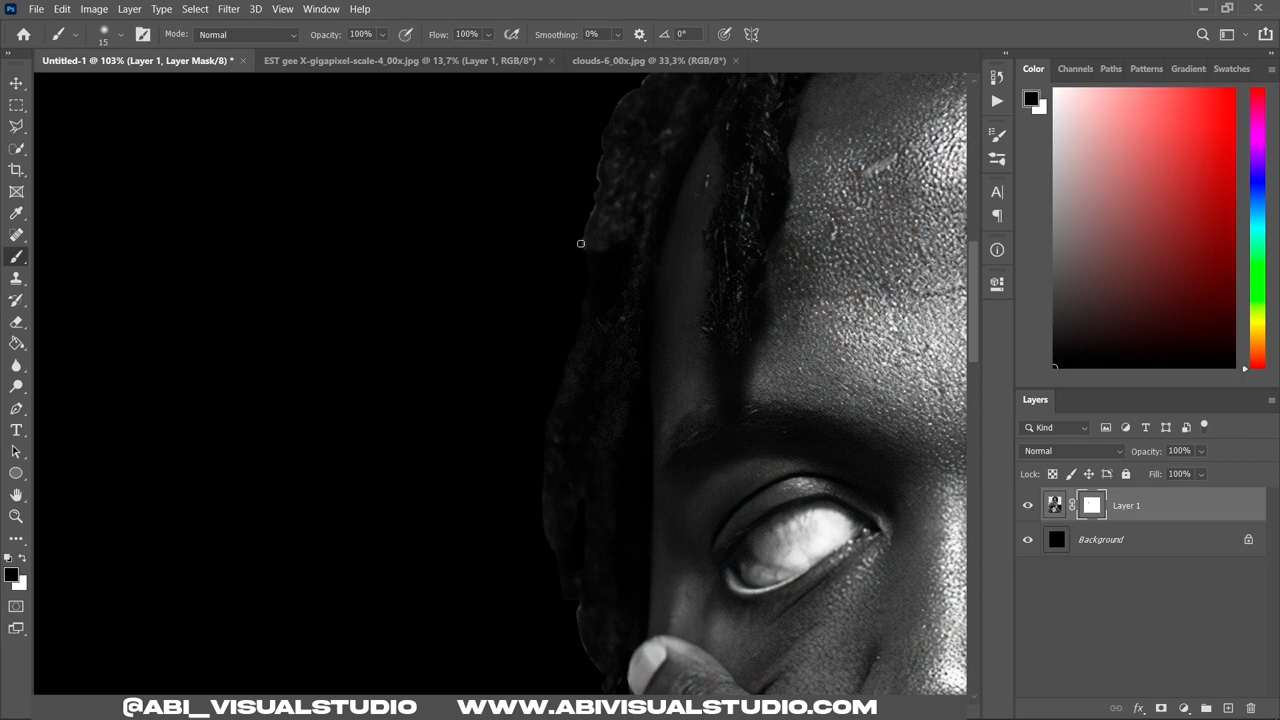 Ps File Edit Image Layer Type Select Filter 3D View Window Help
15 Mode: Normal Opacity: 100% Flow: 100% Smoothing: 0% 0°
Untitled-1 @ 103% (Layer 1, Layer Mask/8) * × EST gee X-gigapixel-scale-4_00x.jpg @ 13,7% (Layer 1, RGB/8*) * × clouds-6_00x.jpg @ 33,3% (RGB/8*) ×
Color Channels Paths Patterns Gradient Swatches
Layers
Kind
Normal Opacity: 100%
Lock: Fill: 100%
Layer 1
Background
@ABI_VISUALSTUDIO WWW.ABIVISUALSTUDIO.COM